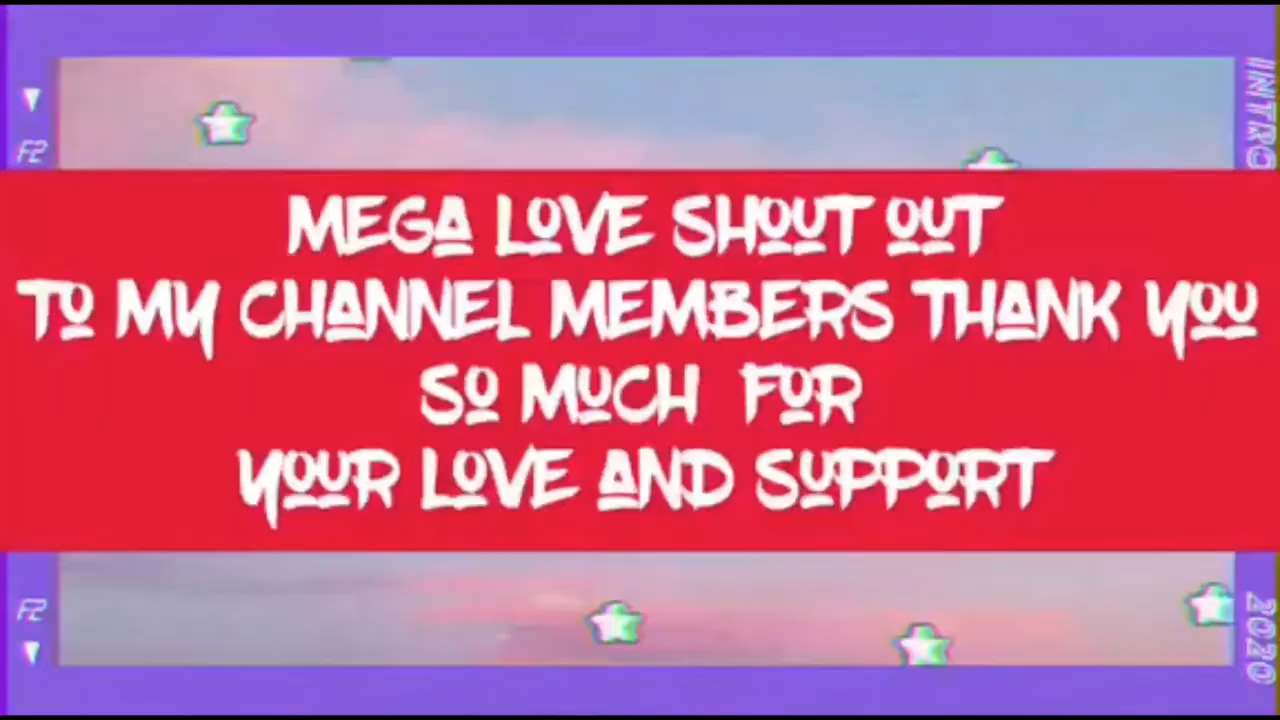 F2
INTRO
MEGA LOVE SHOUT OUT
TO MY CHANNEL MEMBERS THANK YOU
SO MUCH FOR
YOUR LOVE AND SUPPORT
F2
2020